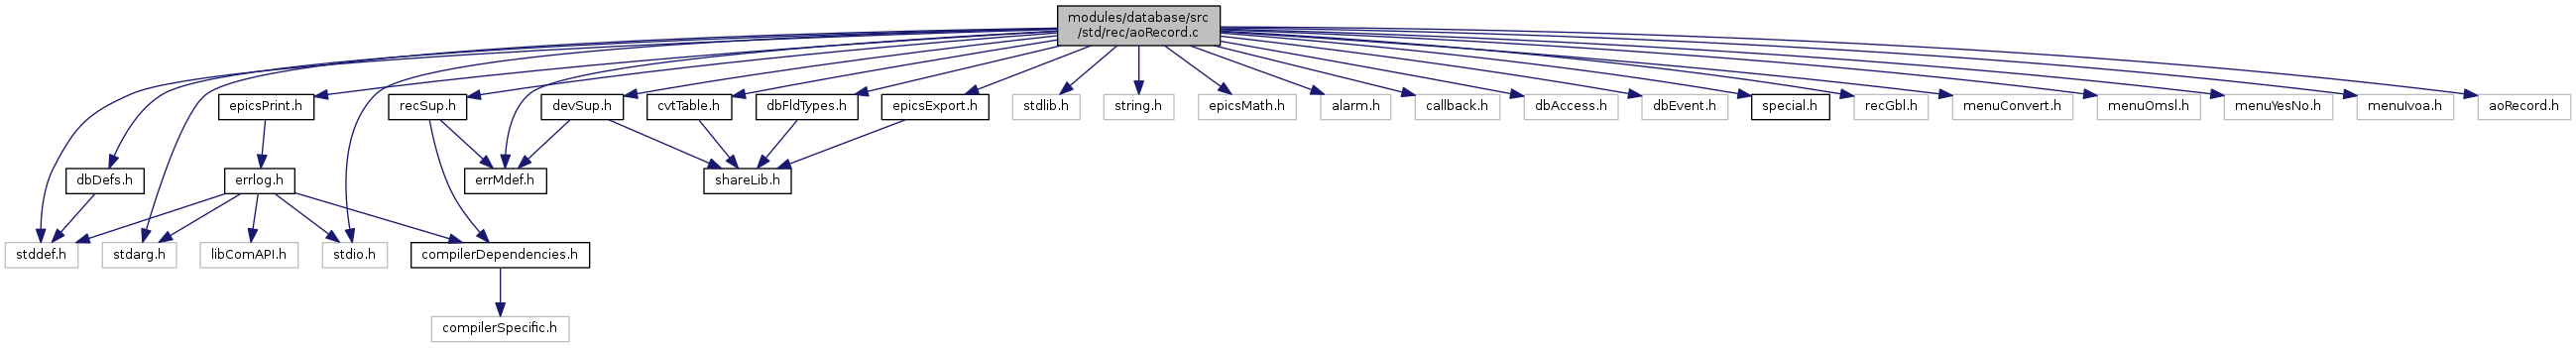 modules/database/src
/std/rec/aoRecord.c
epicsPrint.h
recSup.h
devSup.h
cvtTable.h
dbFldTypes.h
epicsExport.h
stdlib.h
string.h
epicsMath.h
alarm.h
callback.h
dbAccess.h
dbEvent.h
special.h
recGbl.h
menuConvert.h
menuOmsl.h
menuYesNo.h
menuIvoa.h
aoRecord.h
dbDefs.h
errlog.h
errMdef.h
shareLib.h
stddef.h
stdarg.h
libComAPI.h
stdio.h
compilerDependencies.h
compilerSpecific.h